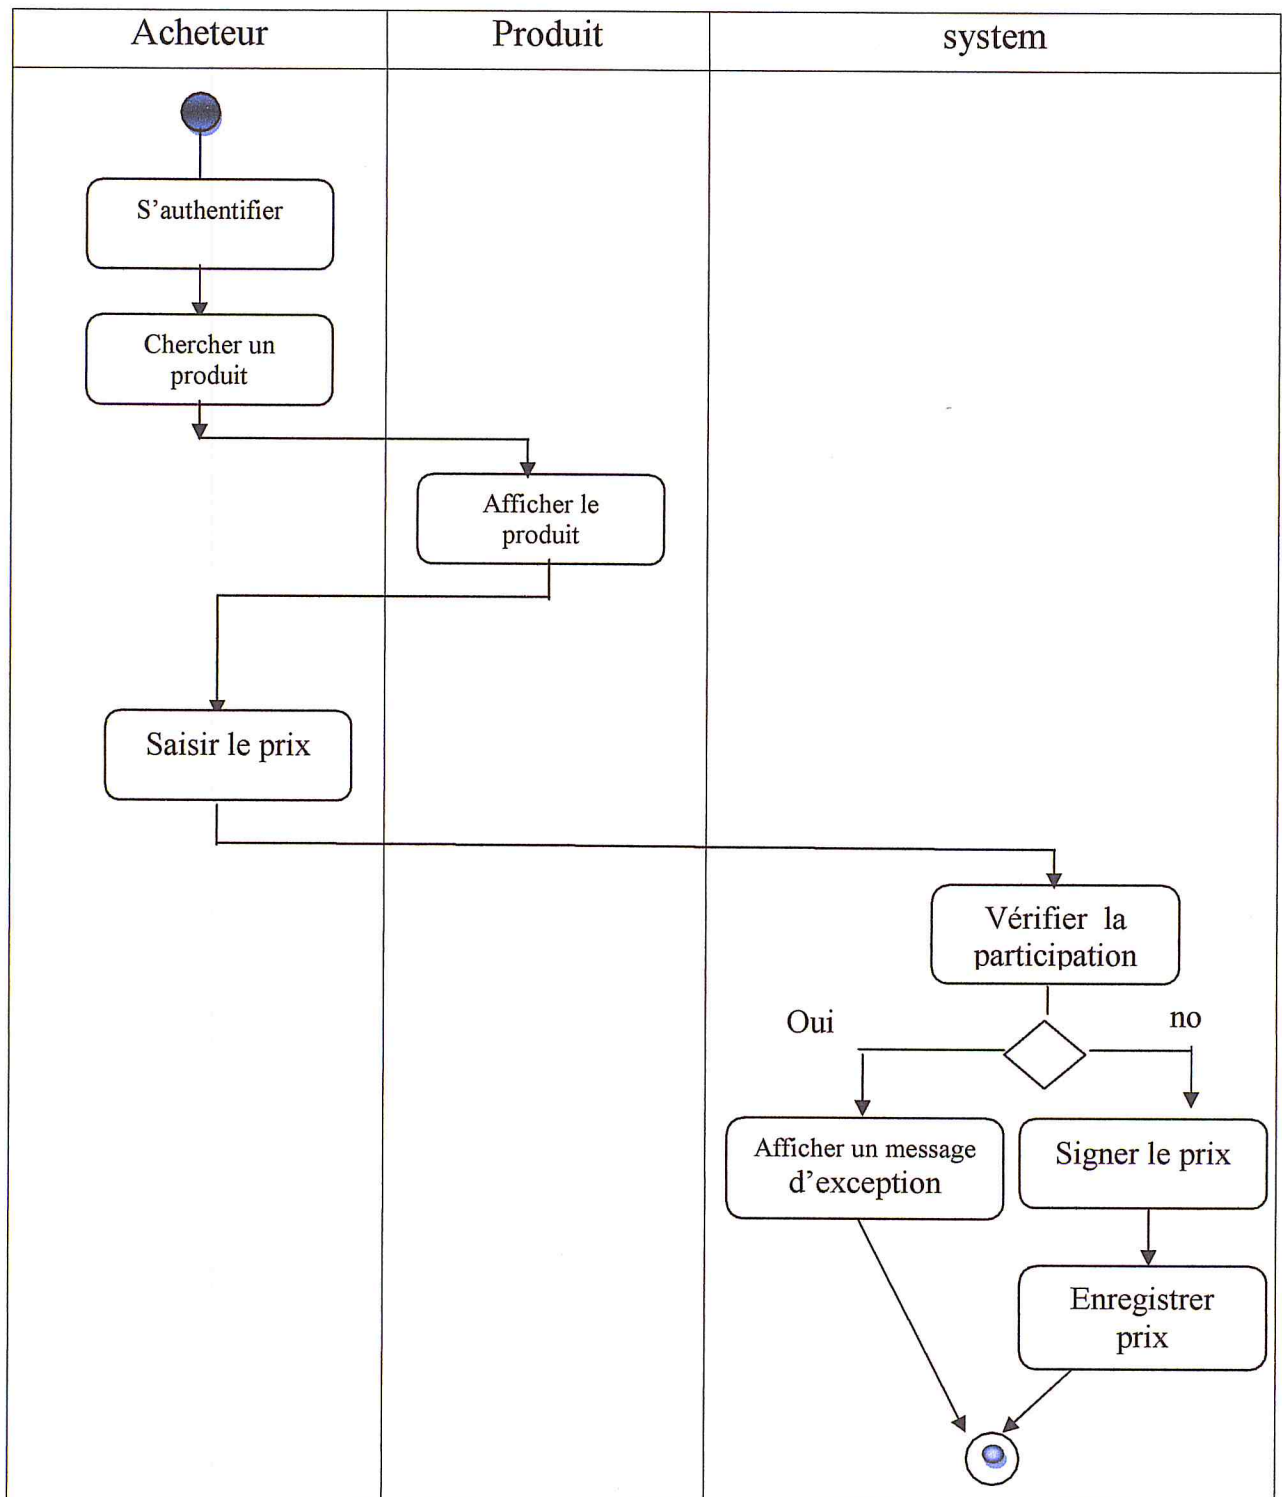 Acheteur
Produit
system
S'authentifier
Chercher un
produit
Afficher le
produit
Saisir le prix
Vérifier la
participation
Oui
no
Afficher un message
d'exception
Signer le prix
Enregistrer
prix